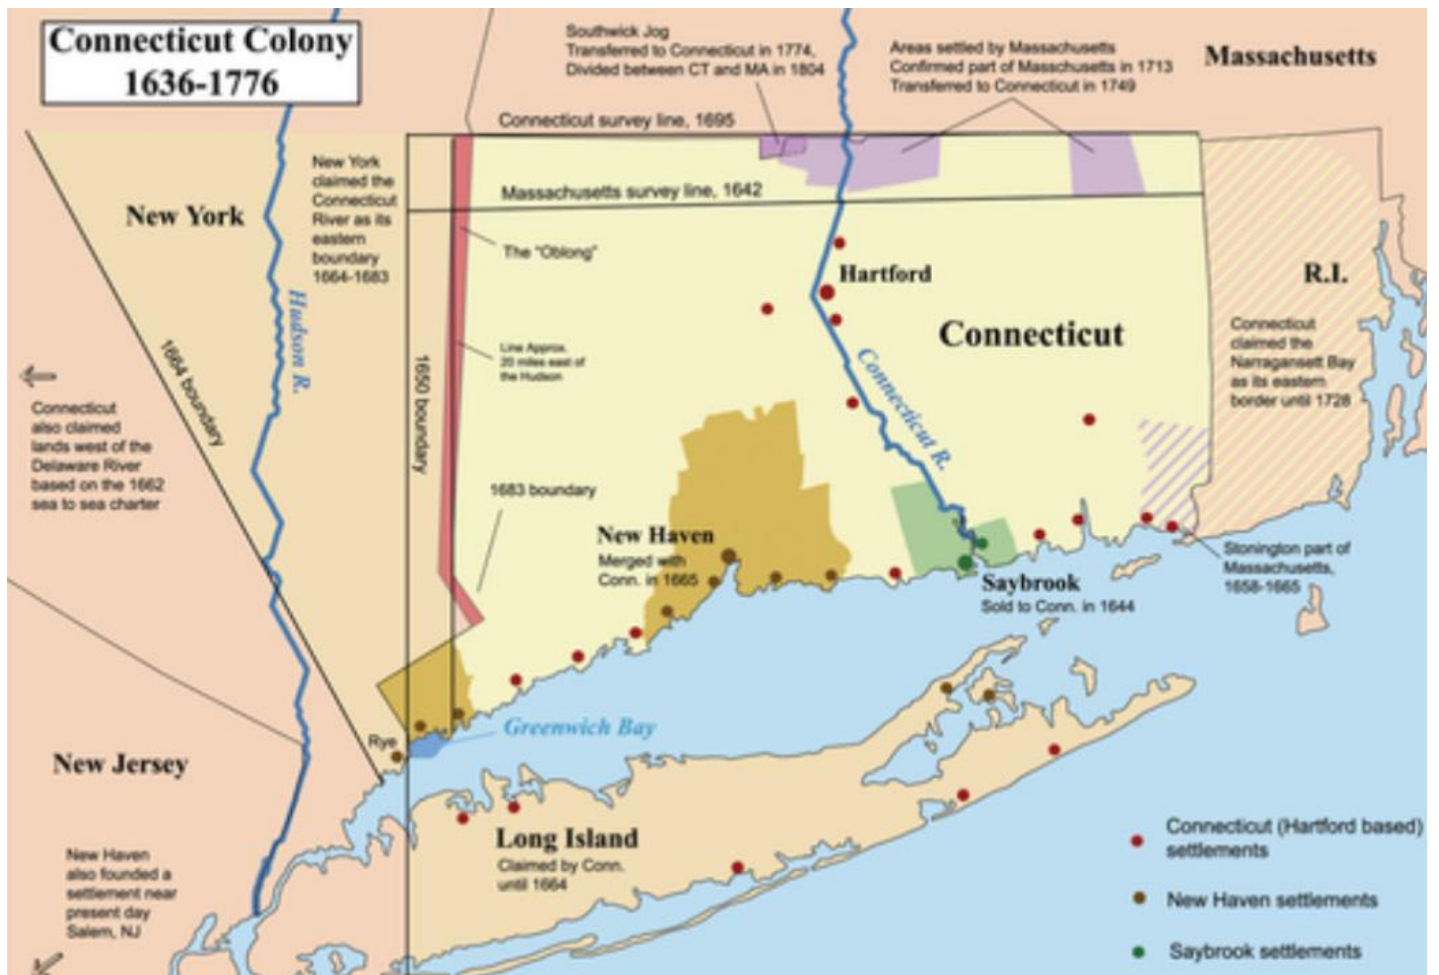 Connecticut Colony
1636-1776
Southwick Jog
Transferred to Connecticut in 1774,
Divided between CT and MA in 1804
Areas settled by Massachusetts
Confirmed part of Masschusetts in 1713
Transferred to Connecticut in 1749
Massachusetts
Connecticut survey line, 1695
New York
claimed the
Connecticut
River as its
eastern
boundary
1664-1683
Massachusetts survey line, 1642
New York
The "Oblong"
Hartford
R.I.
Hudson R.
Connecticut
Connecticut
claimed the
Narragansett Bay
as its eastern
border until 1728
Line Approx.
20 miles east of
the Hudson
1664 boundary
1650 boundary
Connecticut R.
Connecticut
also claimed
lands west of the
Delaware River
based on the 1662
sea to sea charter
1683 boundary
New Haven
Merged with
Conn. in 1665
Stonington part of
Massachusetts,
1658-1665
Saybrook
Sold to Conn. in 1644
Greenwich Bay
Rye
New Jersey
Long Island
Claimed by Conn.
until 1664
New Haven
also founded a
settlement near
present day
Salem, NJ
Connecticut (Hartford based)
settlements
New Haven settlements
Saybrook settlements